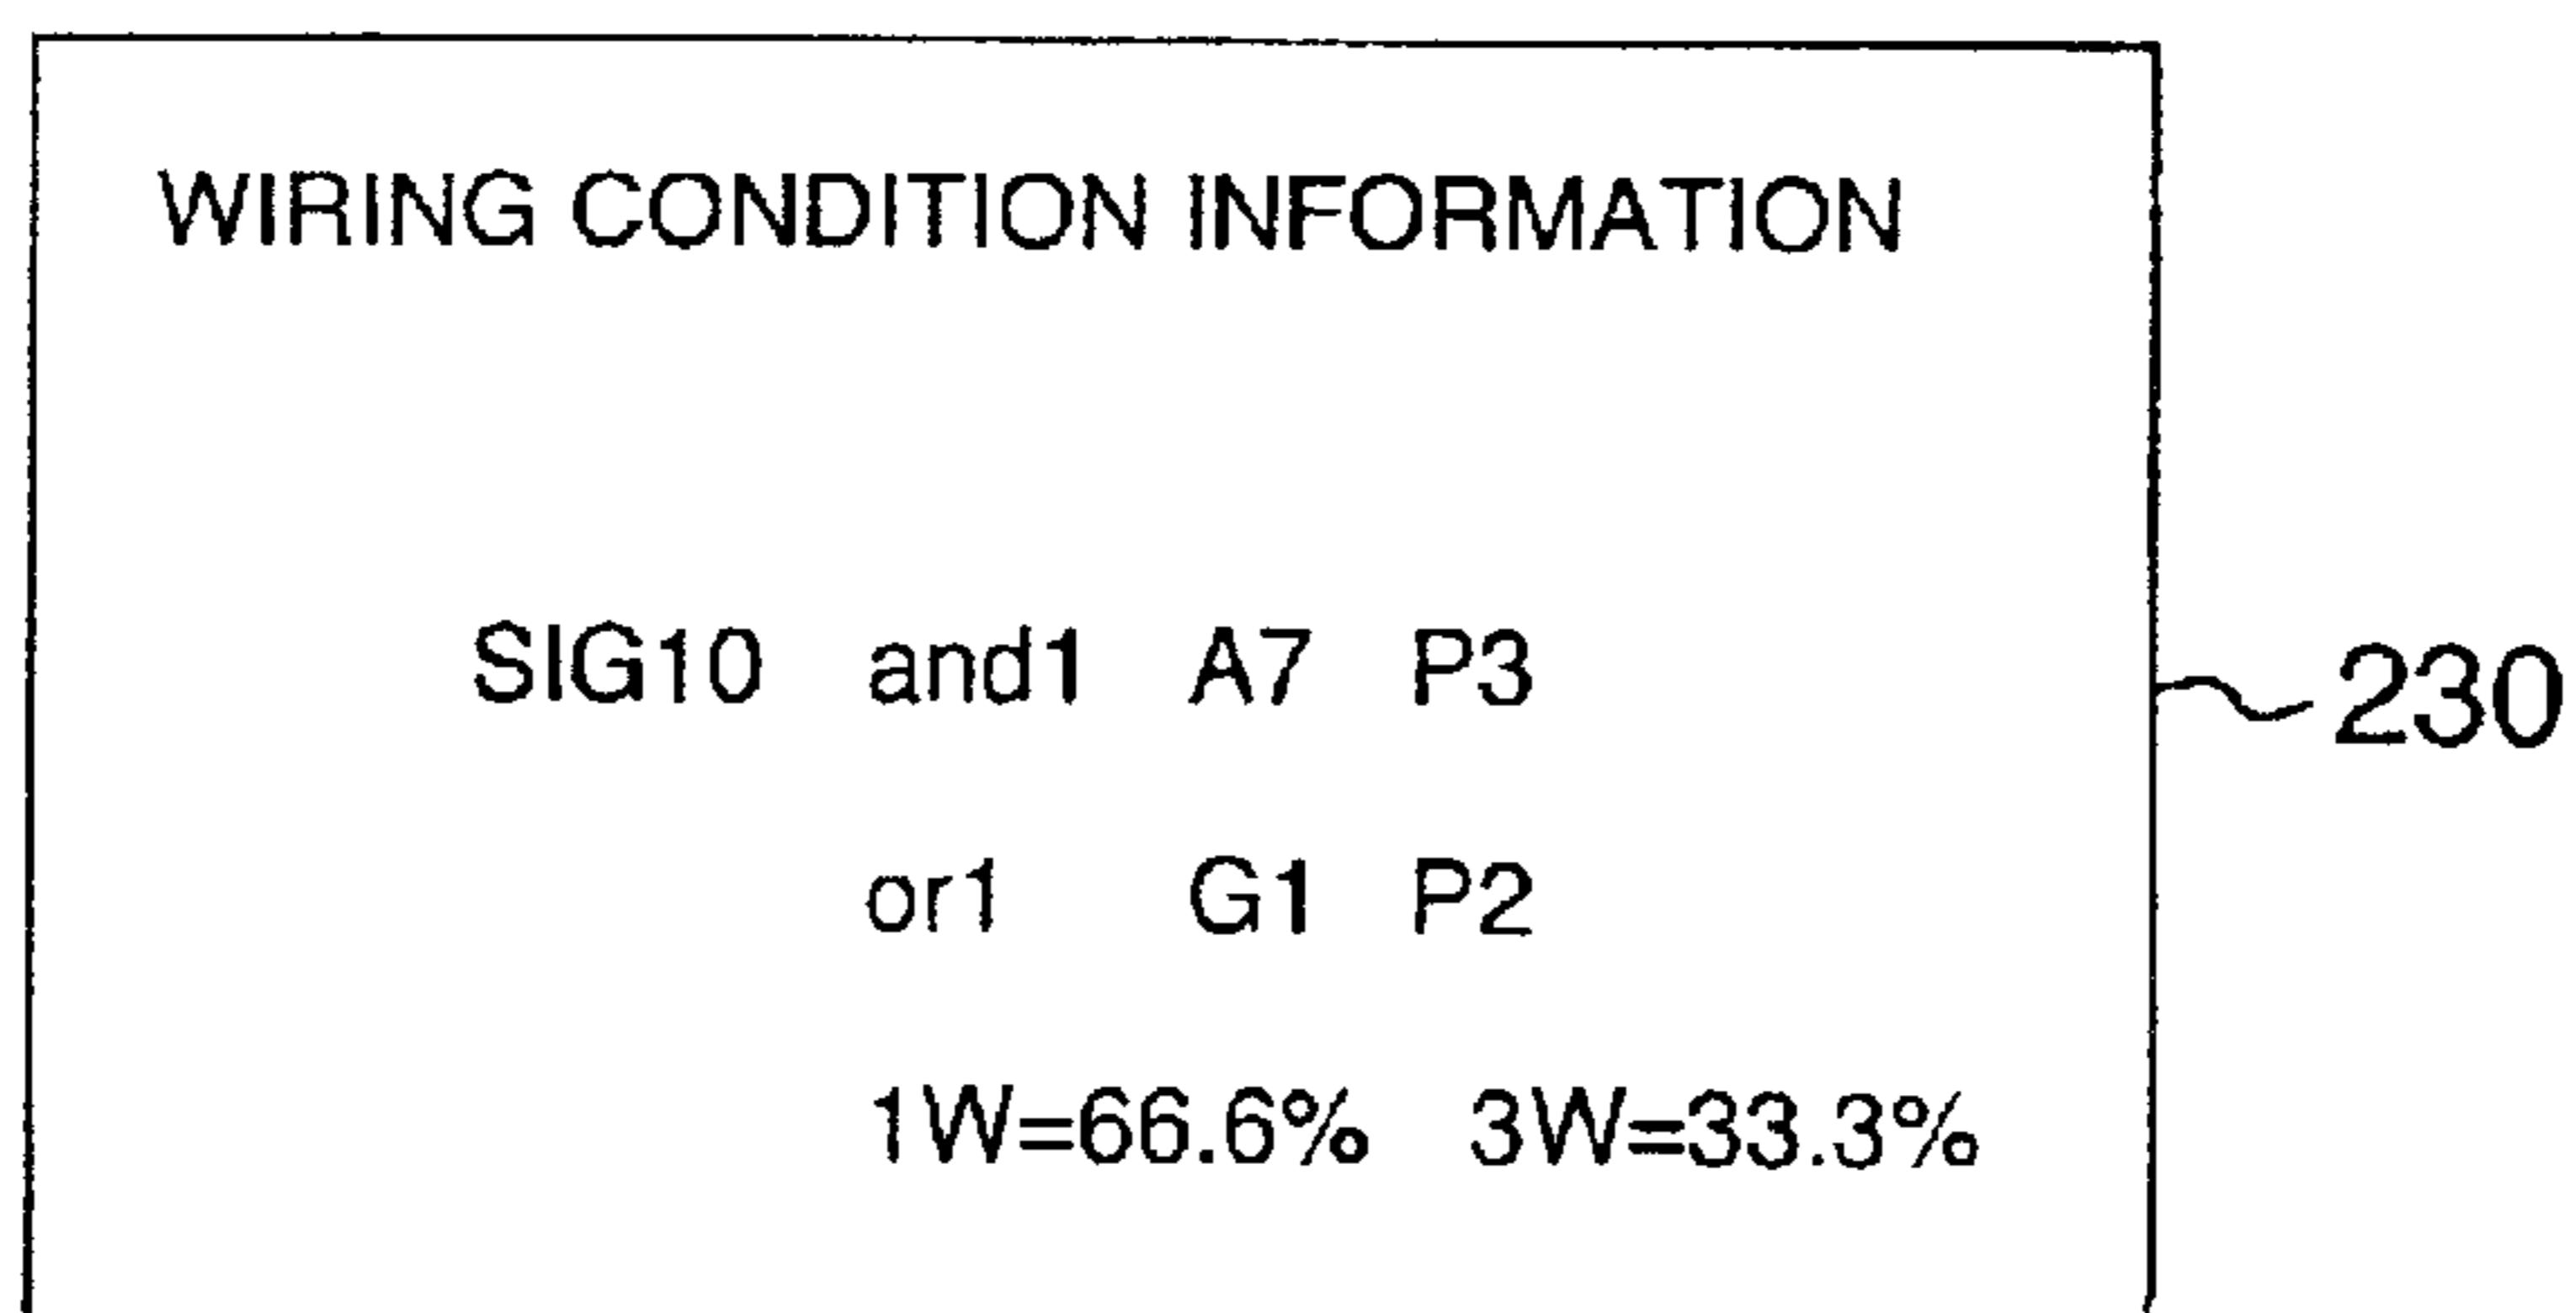 WIRING CONDITION INFORMATION
SIG10 and1 A7 P3
230
or1 G1 P2
1W=66.6% 3W=33.3%